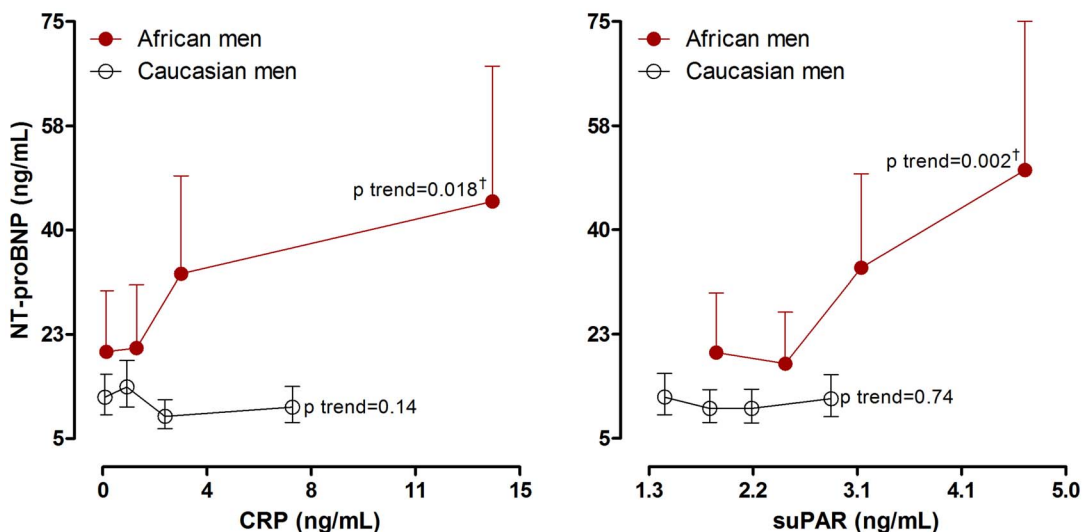 NT-proBNP (ng/mL)
75
58
40
23
5
African men
Caucasian men
p trend=0.018†
p trend=0.14
0
4
8
11
15
CRP (ng/mL)
75
58
40
23
5
African men
Caucasian men
p trend=0.002†
p trend=0.74
1.3
2.2
3.1
4.1
5.0
suPAR (ng/mL)